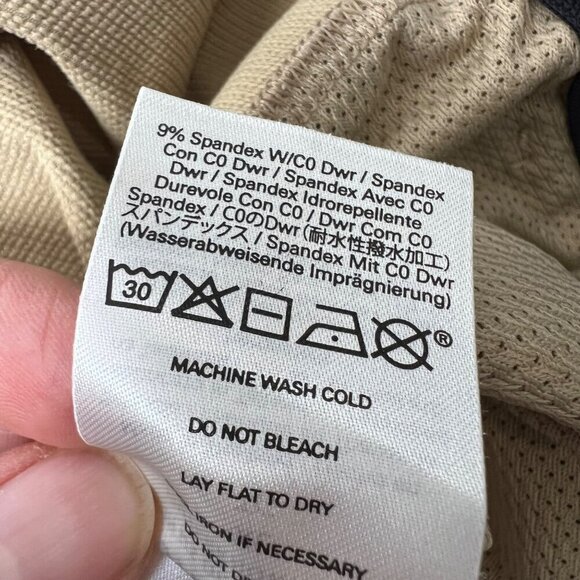 9% Spandex W/C0 Dwr / Spandex
Con C0 Dwr / Spandex Avec C0
Dwr / Spandex Idrorepellente
Durevole Con C0 / Dwr Com C0
Spandex / C0のDwr (耐水性撥水加工)
スパンデックス / Spandex Mit C0 Dwr
(Wasserabweisende Imprägnierung)
30 ®
MACHINE WASH COLD
DO NOT BLEACH
LAY FLAT TO DRY
IRON IF NECESSARY
DO NOT